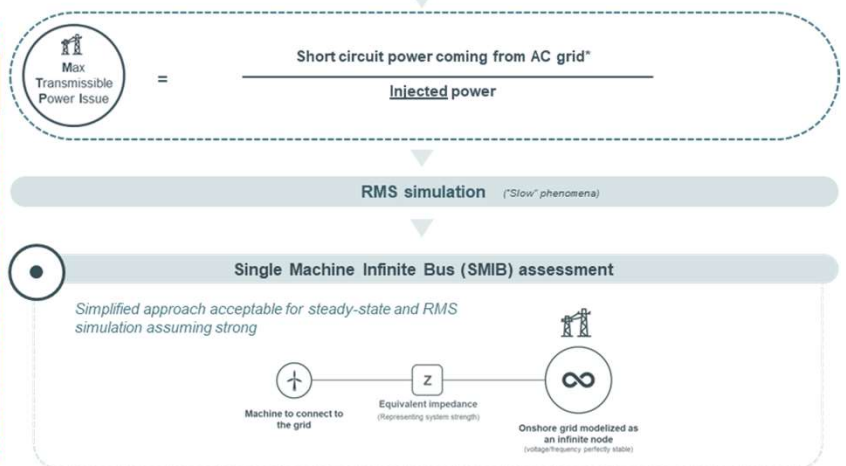 Max
Transmissible
Power Issue
=
Short circuit power coming from AC grid*
Injected power
RMS simulation ("Slow" phenomena)
Single Machine Infinite Bus (SMIB) assessment
Simplified approach acceptable for steady-state and RMS
simulation assuming strong
Z
∞
Equivalent impedance
(Representing system strength)
Machine to connect to
the grid
Onshore grid modelized as
an infinite node
(voltage/frequency perfectly stable)